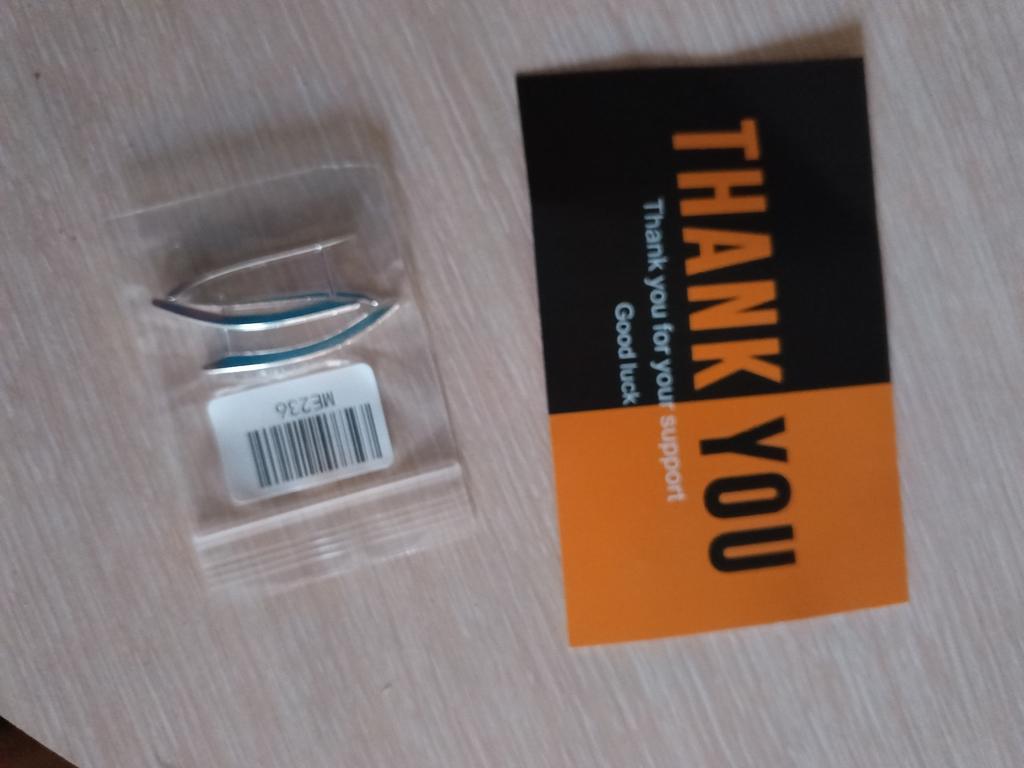 THANK YOU
Thank you for your support
Good luck
ME236